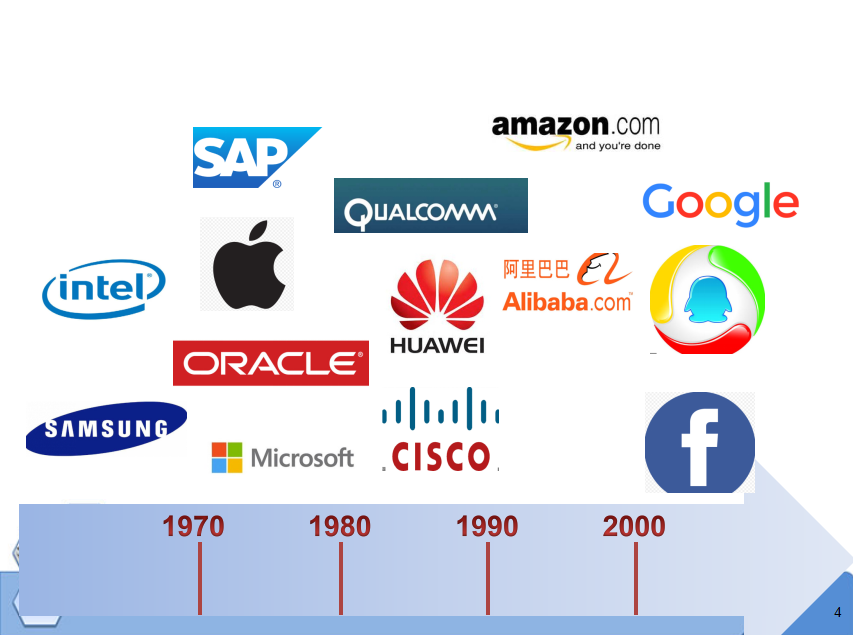 amazon.com
and you're done
SAP
®
QUALCOMM®
Google
intel®
阿里巴巴
Alibaba.com™
HUAWEI
ORACLE®
SAMSUNG
Microsoft
CISCO
f
1970 1980 1990 2000
4